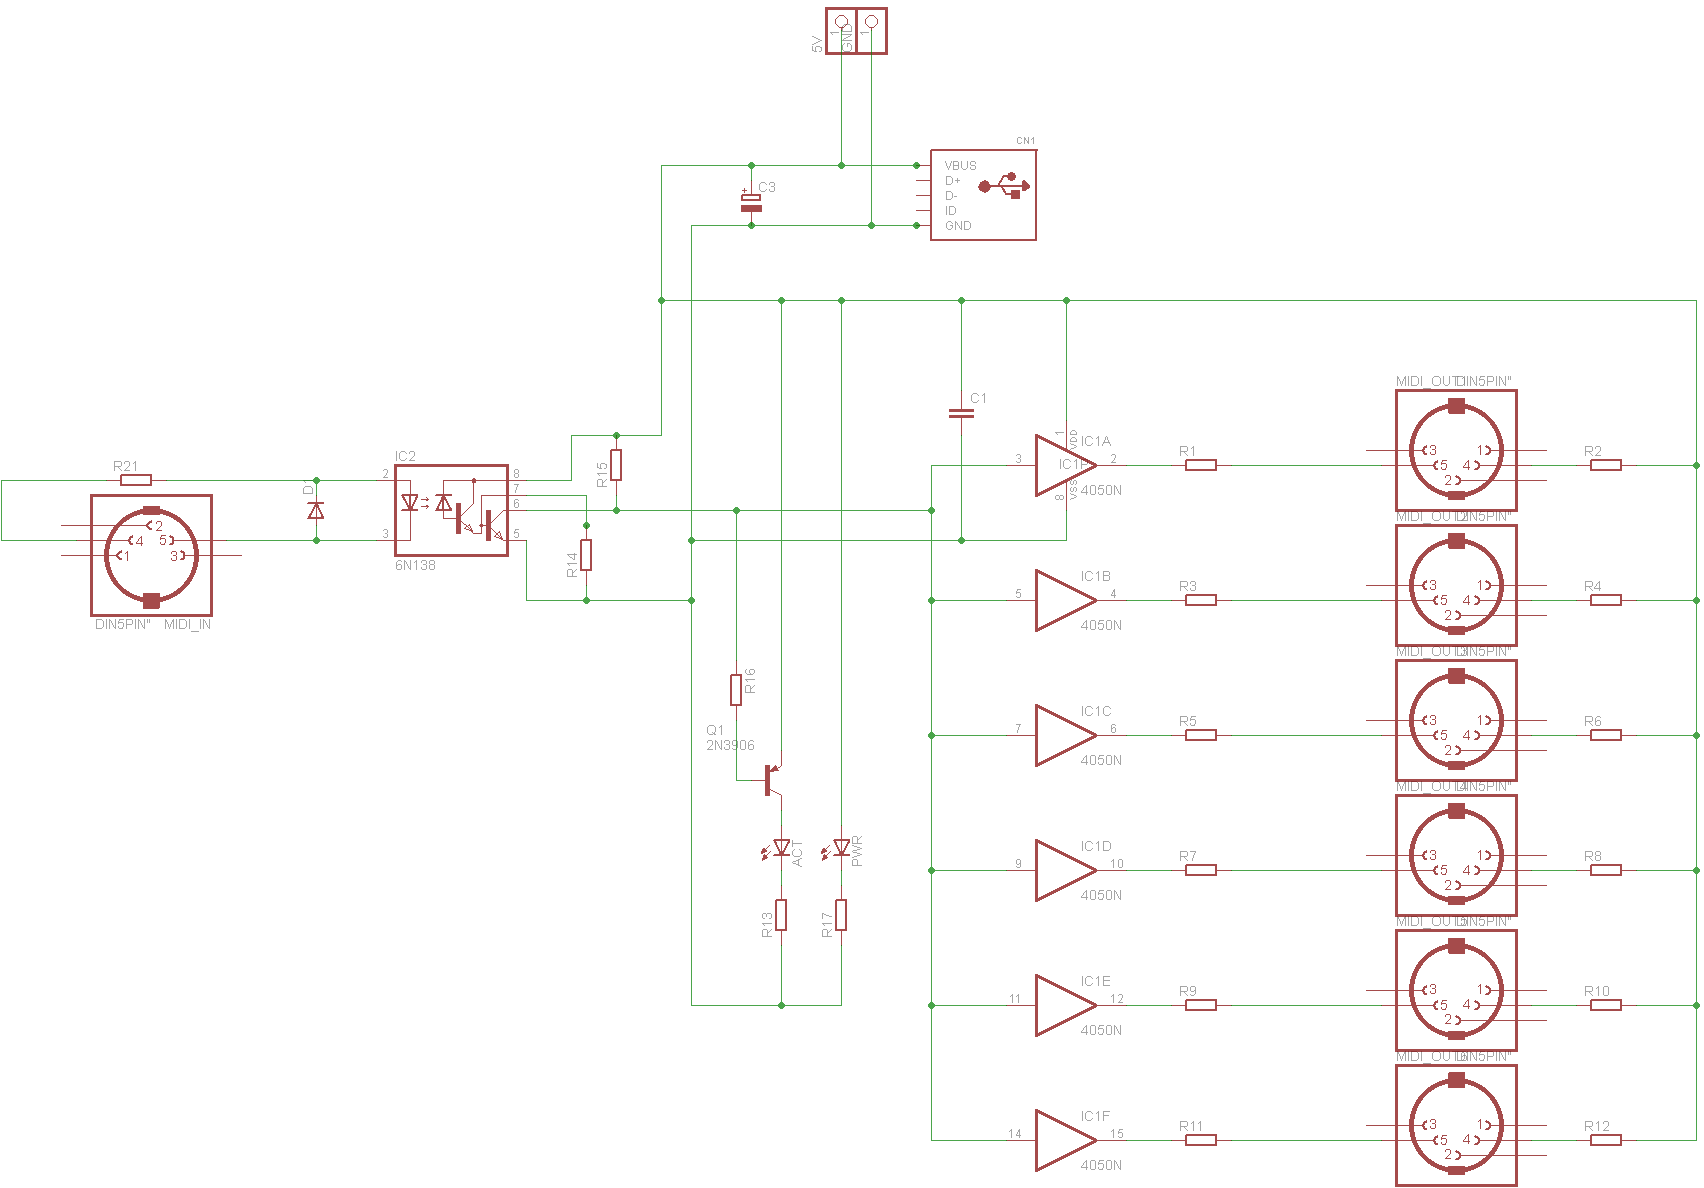 5V
1
GND
1
CN1
VBUS
D+
D-
ID
GND
C3
+
C1
R21
D1
IC2
2
3
8
7
6
5
6N138
R15
R14
2
4
5
1
3
DIN5PIN" MIDI_IN
R16
Q1
2N3906
ACT
PWR
R13
R17
1
VDD
IC1A
IC1P
3
2
8
VSS
4050N
R1
MIDI_OUT1 DIN5PIN"
3
1
5
4
2
R2
IC1B
5
4
4050N
R3
MIDI_OUT2 DIN5PIN"
3
1
5
4
2
R4
IC1C
7
6
4050N
R5
MIDI_OUT3 DIN5PIN"
3
1
5
4
2
R6
IC1D
9
10
4050N
R7
MIDI_OUT4 DIN5PIN"
3
1
5
4
2
R8
IC1E
11
12
4050N
R9
MIDI_OUT5 DIN5PIN"
3
1
5
4
2
R10
IC1F
14
15
4050N
R11
MIDI_OUT6 DIN5PIN"
3
1
5
4
2
R12